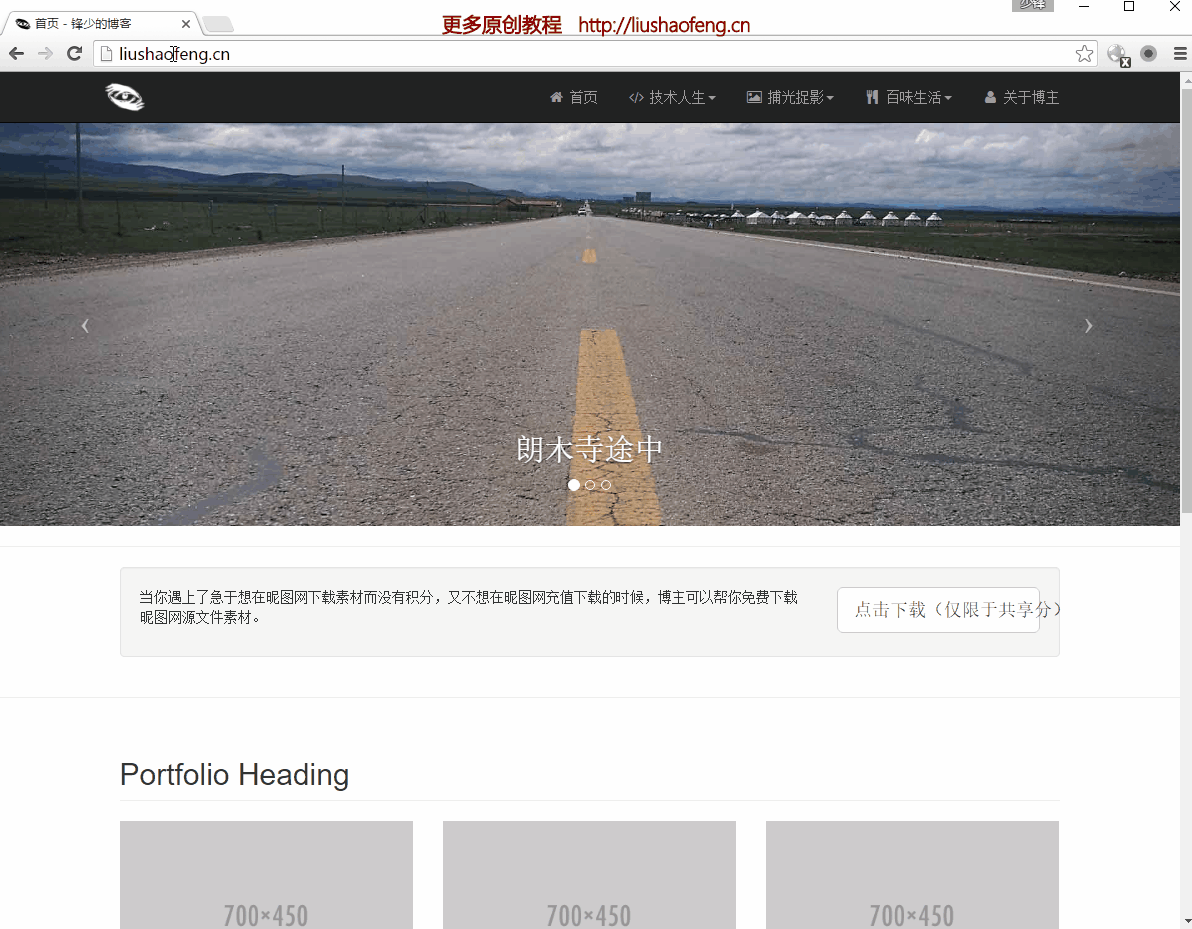 少锋
首页 - 锋少的博客
更多原创教程 http://liushaofeng.cn
liushaofeng.cn
首页 技术人生 捕光捉影 百味生活 关于博主
朗木寺途中
当你遇上了急于想在昵图网下载素材而没有积分，又不想在昵图网充值下载的时候，博主可以帮你免费下载
昵图网源文件素材。
点击下载（仅限于共享分）
Portfolio Heading
700×450 700×450 700×450